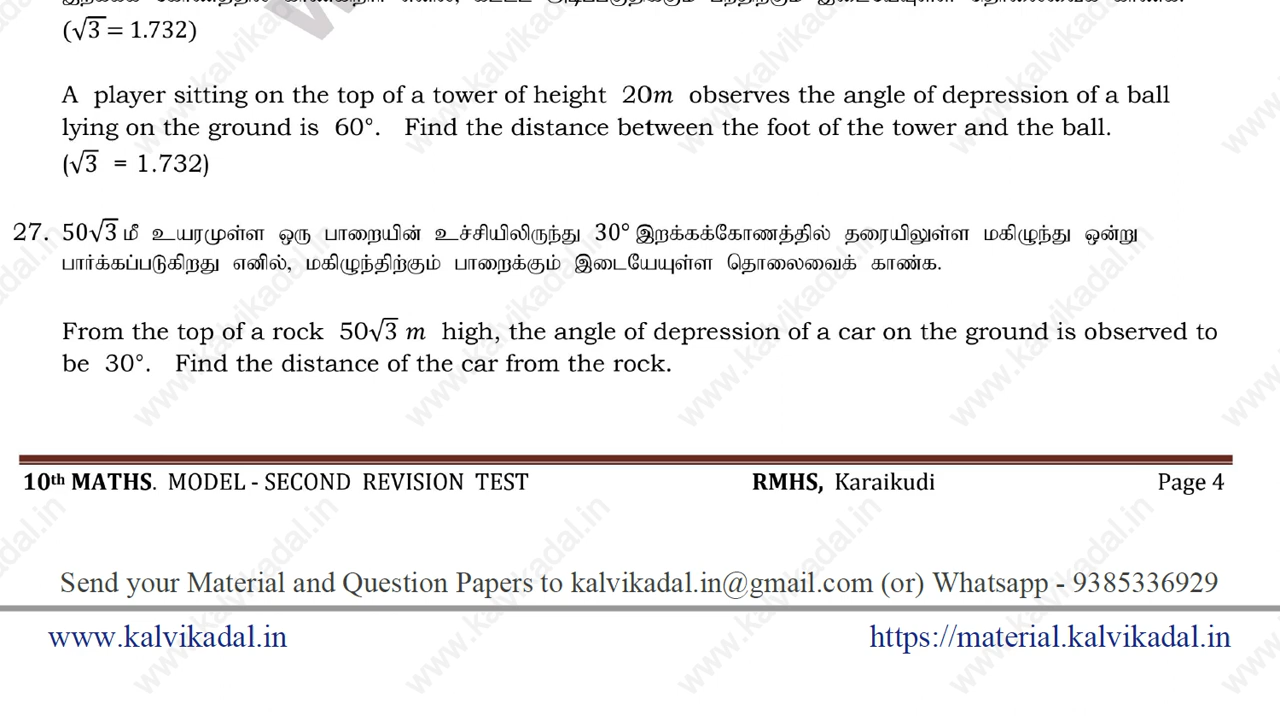 (√3 = 1.732)
A player sitting on the top of a tower of height 20m observes the angle of depression of a ball
lying on the ground is 60°. Find the distance between the foot of the tower and the ball.
(√3 = 1.732)
27. 50√3 மீ உயரமுள்ள ஒரு பாறையின் உச்சியிலிருந்து 30° இறக்கக்கோணத்தில் தரையிலுள்ள மகிழுந்து ஒன்று
பார்க்கப்படுகிறது எனில், மகிழுந்திற்கும் பாறைக்கும் இடையேயுள்ள தொலைவைக் காண்க.
From the top of a rock 50√3 m high, the angle of depression of a car on the ground is observed to
be 30°. Find the distance of the car from the rock.
10th MATHS. MODEL - SECOND REVISION TEST RMHS, Karaikudi Page 4
Send your Material and Question Papers to kalvikadal.in@gmail.com (or) Whatsapp - 9385336929
www.kalvikadal.in https://material.kalvikadal.in